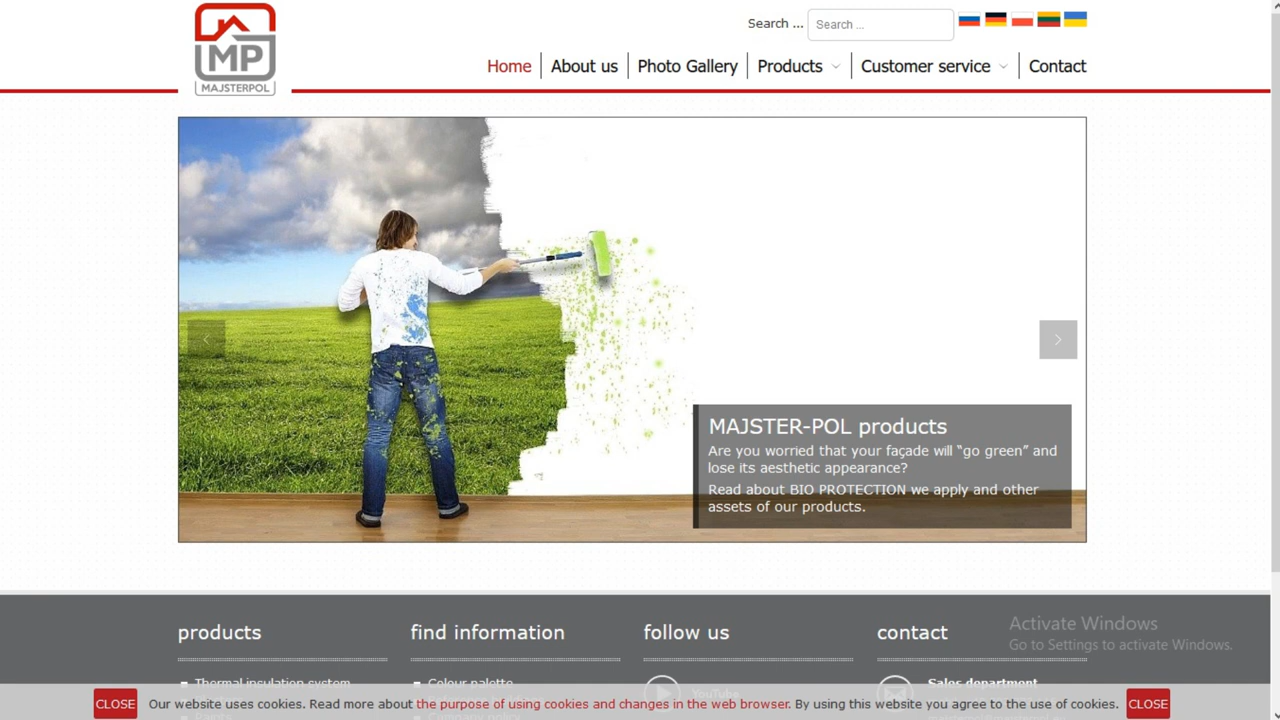 MP
MAJSTERPOL
Search ... Search ...
Home About us Photo Gallery Products Customer service Contact
MAJSTER-POL products
Are you worried that your façade will “go green” and
lose its aesthetic appearance?
Read about BIO PROTECTION we apply and other
assets of our products.
products find information follow us contact
Activate Windows
Go to Settings to activate Windows.
Thermal insulation system Colour palette YouTube Sales department
CLOSE Our website uses cookies. Read more about the purpose of using cookies and changes in the web browser. By using this website you agree to the use of cookies. CLOSE